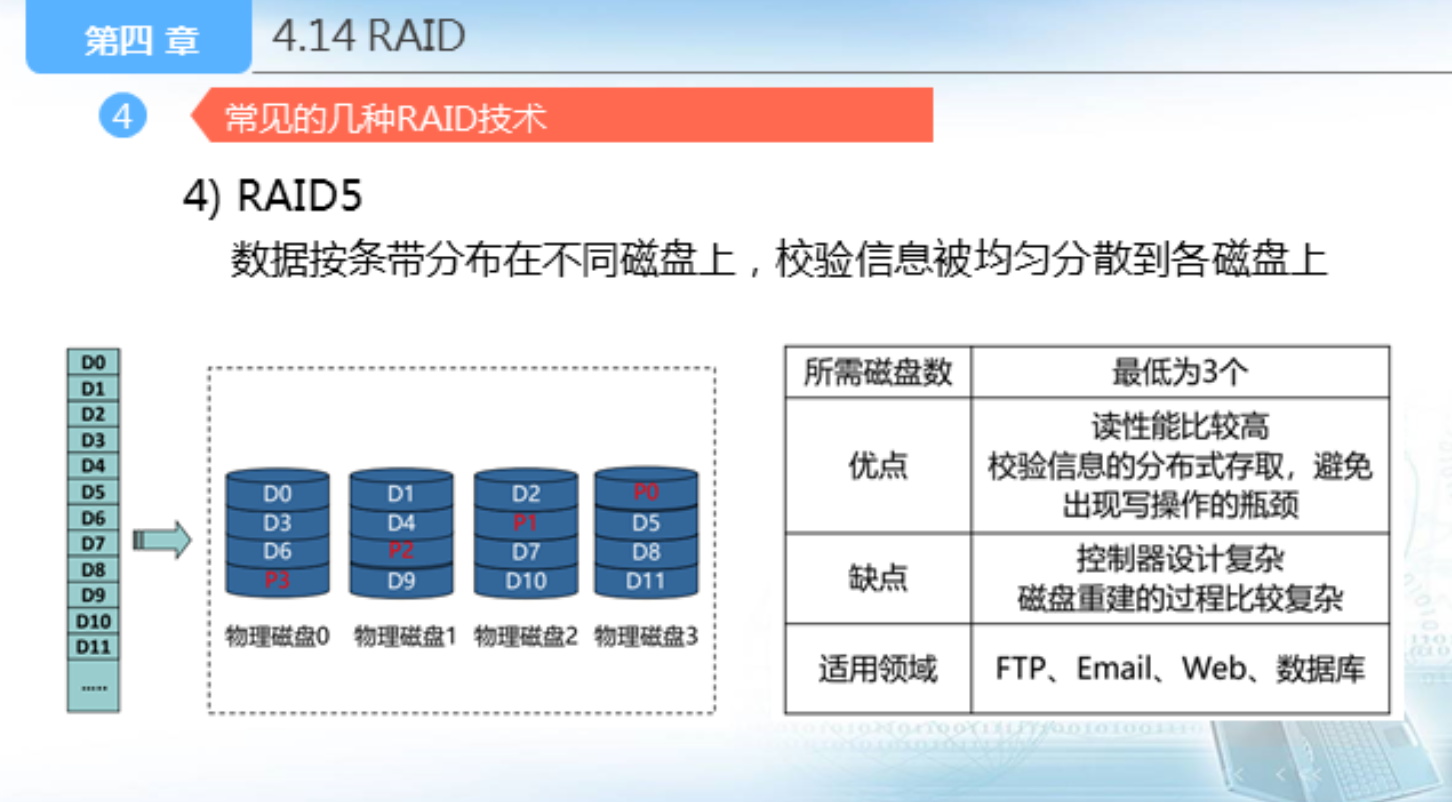 第四 章
4.14 RAID
4
常见的几种RAID技术
4) RAID5
数据按条带分布在不同磁盘上，校验信息被均匀分散到各磁盘上
D0
D1
D2
D3
D4
D5
D6
D7
D8
D9
D10
D11
.....
D0 D1 D2 P0
D3 D4 P1 D5
D6 P2 D7 D8
P3 D9 D10 D11
物理磁盘0 物理磁盘1 物理磁盘2 物理磁盘3
所需磁盘数 最低为3个
优点
读性能比较高
校验信息的分布式存取，避免
出现写操作的瓶颈
缺点
控制器设计复杂
磁盘重建的过程比较复杂
适用领域 FTP、Email、Web、数据库